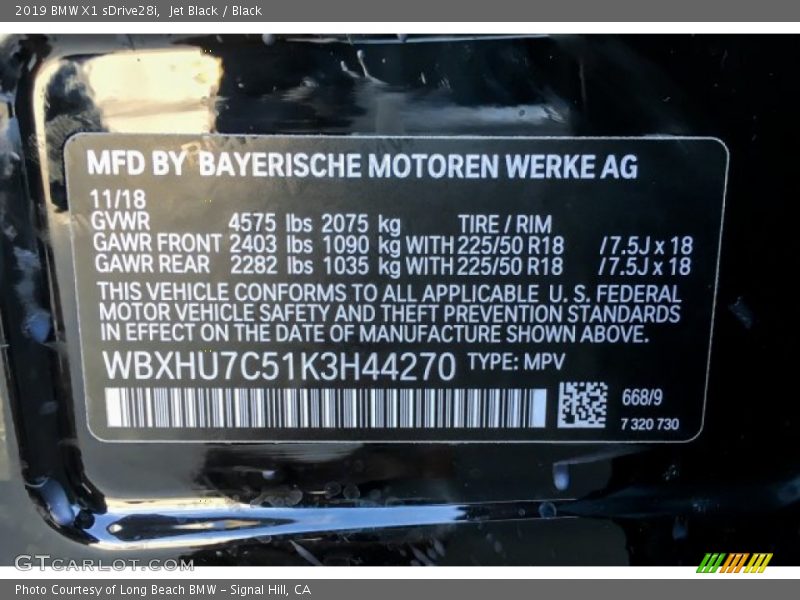 2019 BMW X1 sDrive28i, Jet Black / Black
MFD BY BAYERISCHE MOTOREN WERKE AG
11/18
GVWR 4575 lbs 2075 kg TIRE / RIM
GAWR FRONT 2403 lbs 1090 kg WITH 225/50 R18 /7.5J x 18
GAWR REAR 2282 lbs 1035 kg WITH 225/50 R18 /7.5J x 18
THIS VEHICLE CONFORMS TO ALL APPLICABLE U. S. FEDERAL
MOTOR VEHICLE SAFETY AND THEFT PREVENTION STANDARDS
IN EFFECT ON THE DATE OF MANUFACTURE SHOWN ABOVE.
WBXHU7C51K3H44270 TYPE: MPV
668/9
7 320 730
GTCARLOT.COM
Photo Courtesy of Long Beach BMW - Signal Hill, CA